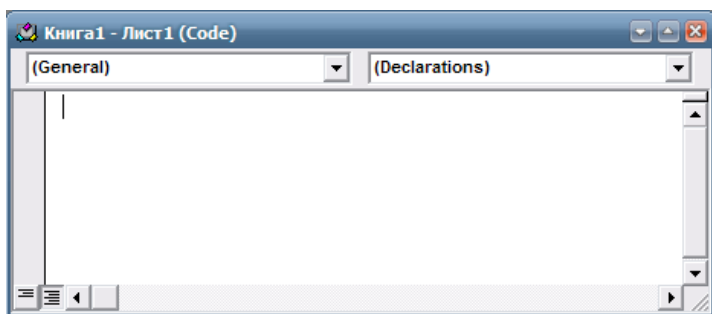 Книга1 - Лист1 (Code)
(General) (Declarations)